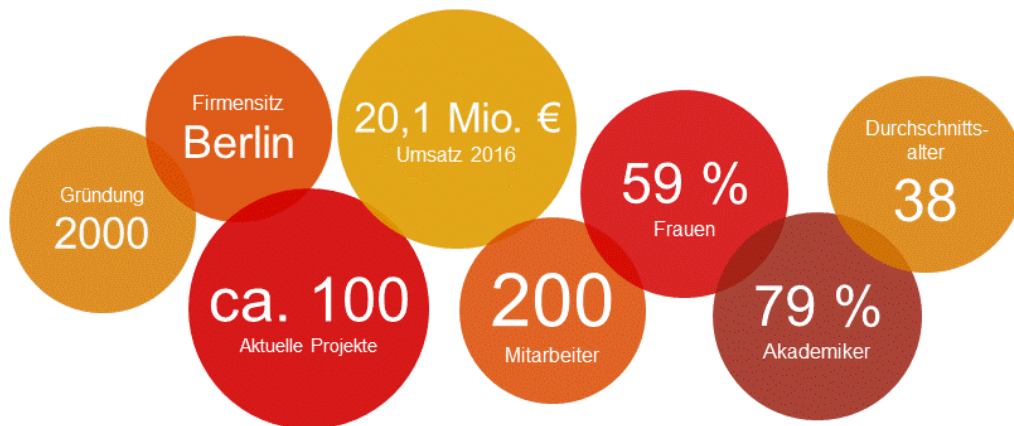 Gründung
2000
Firmensitz
Berlin
20,1 Mio. €
Umsatz 2016
ca. 100
Aktuelle Projekte
200
Mitarbeiter
59 %
Frauen
79 %
Akademiker
Durchschnitts-
alter
38